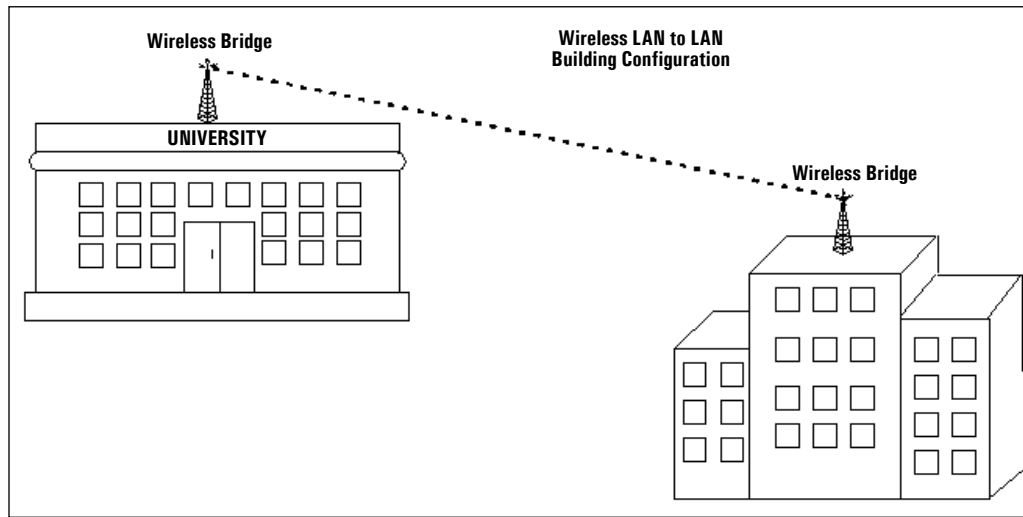 Wireless Bridge
Wireless LAN to LAN
Building Configuration
UNIVERSITY
Wireless Bridge